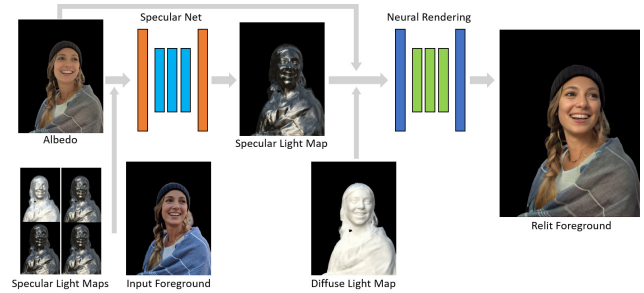 Specular Net
Neural Rendering
Albedo
Specular Light Map
Relit Foreground
Specular Light Maps
Input Foreground
Diffuse Light Map